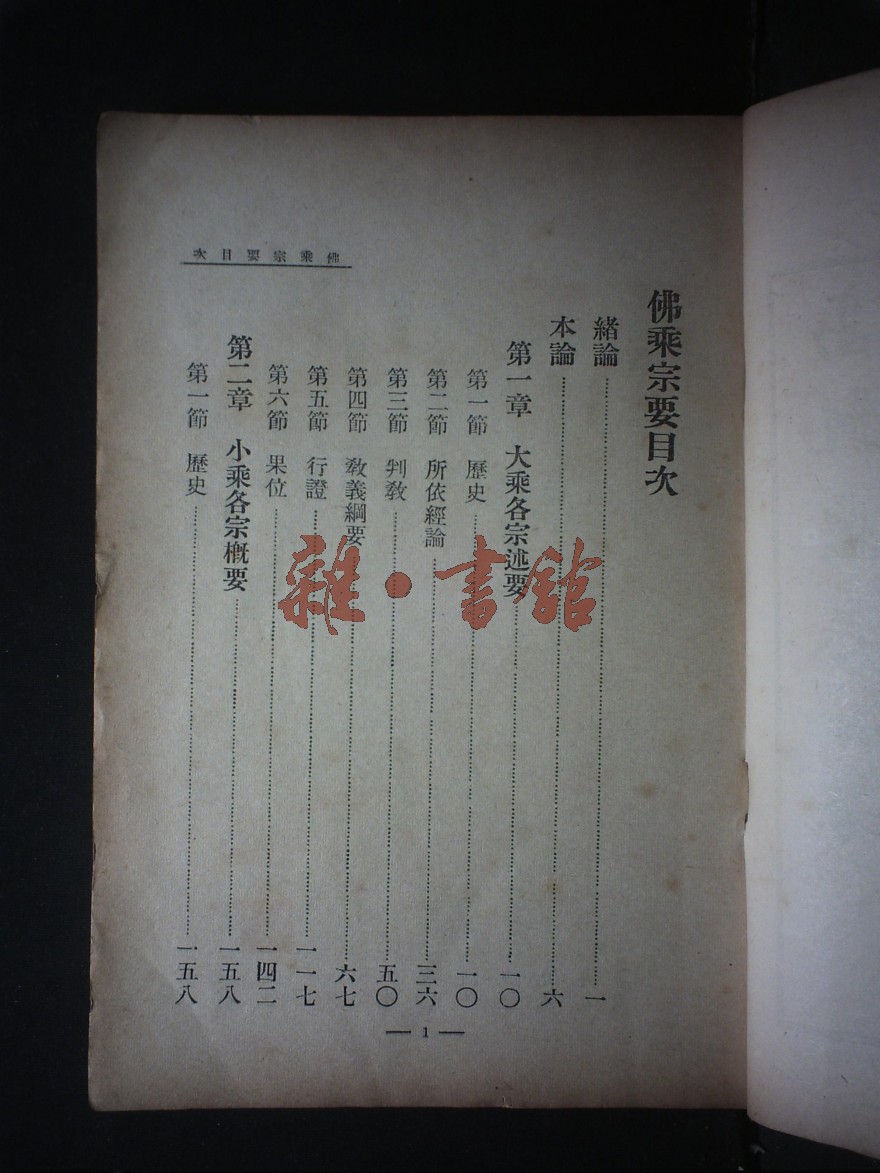 佛乘宗要目次
佛乘宗要目次
緒論……一
本論……六
第一章 大乘各宗述要……一〇
第一節 歷史……一〇
第二節 所依經論……三六
第三節 判教……五〇
第四節 敎義綱要……六七
第五節 行證……一一七
第六節 果位……一四二
第二章 小乘各宗概要……一五八
第一節 歷史……一五八
— 1 —
雜·書館